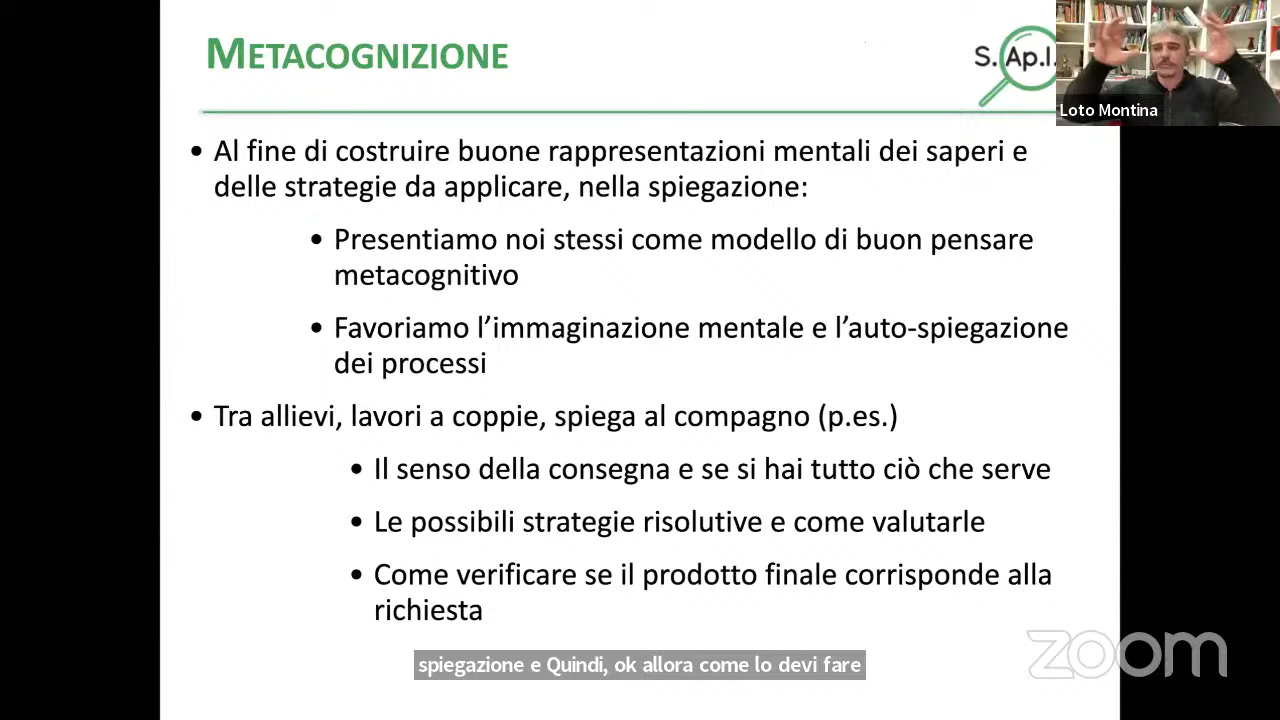 METACOGNIZIONE
S.Ap.I.
Loto Montina
• Al fine di costruire buone rappresentazioni mentali dei saperi e
delle strategie da applicare, nella spiegazione:
• Presentiamo noi stessi come modello di buon pensare
metacognitivo
• Favoriamo l’immaginazione mentale e l’auto-spiegazione
dei processi
• Tra allievi, lavori a coppie, spiega al compagno (p.es.)
• Il senso della consegna e se si hai tutto ciò che serve
• Le possibili strategie risolutive e come valutarle
• Come verificare se il prodotto finale corrisponde alla
richiesta
spiegazione e Quindi, ok allora come lo devi fare
zoom